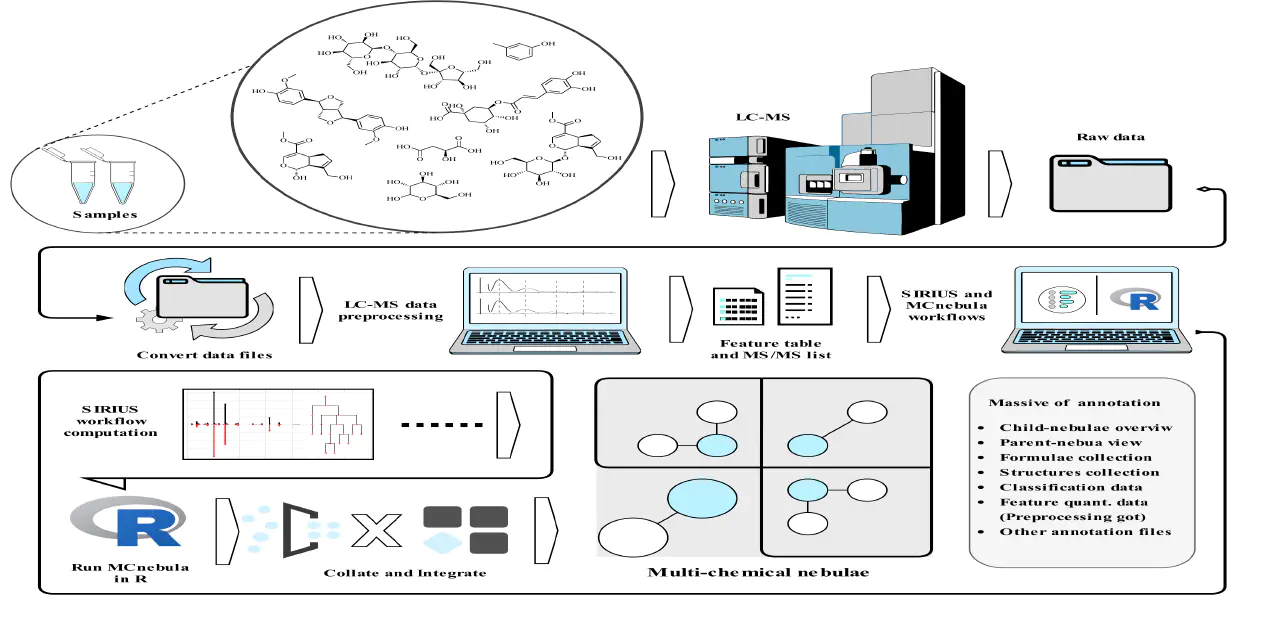 LC-MS
Raw data
Samples
LC-MS data
preprocessing
Feature table
and MS/MS list
SIRIUS and
MCnebula
workflows
R
Convert data files
SIRIUS
workflow
computation
R
Run MCnebula
in R
Collate and Integrate
Multi-chemical nebulae
Massive of annotation
• Child-nebulae overviw
• Parent-nebua view
• Formulae collection
• Structures collection
• Classification data
• Feature quant. data
(Preprocessing got)
• Other annotation files